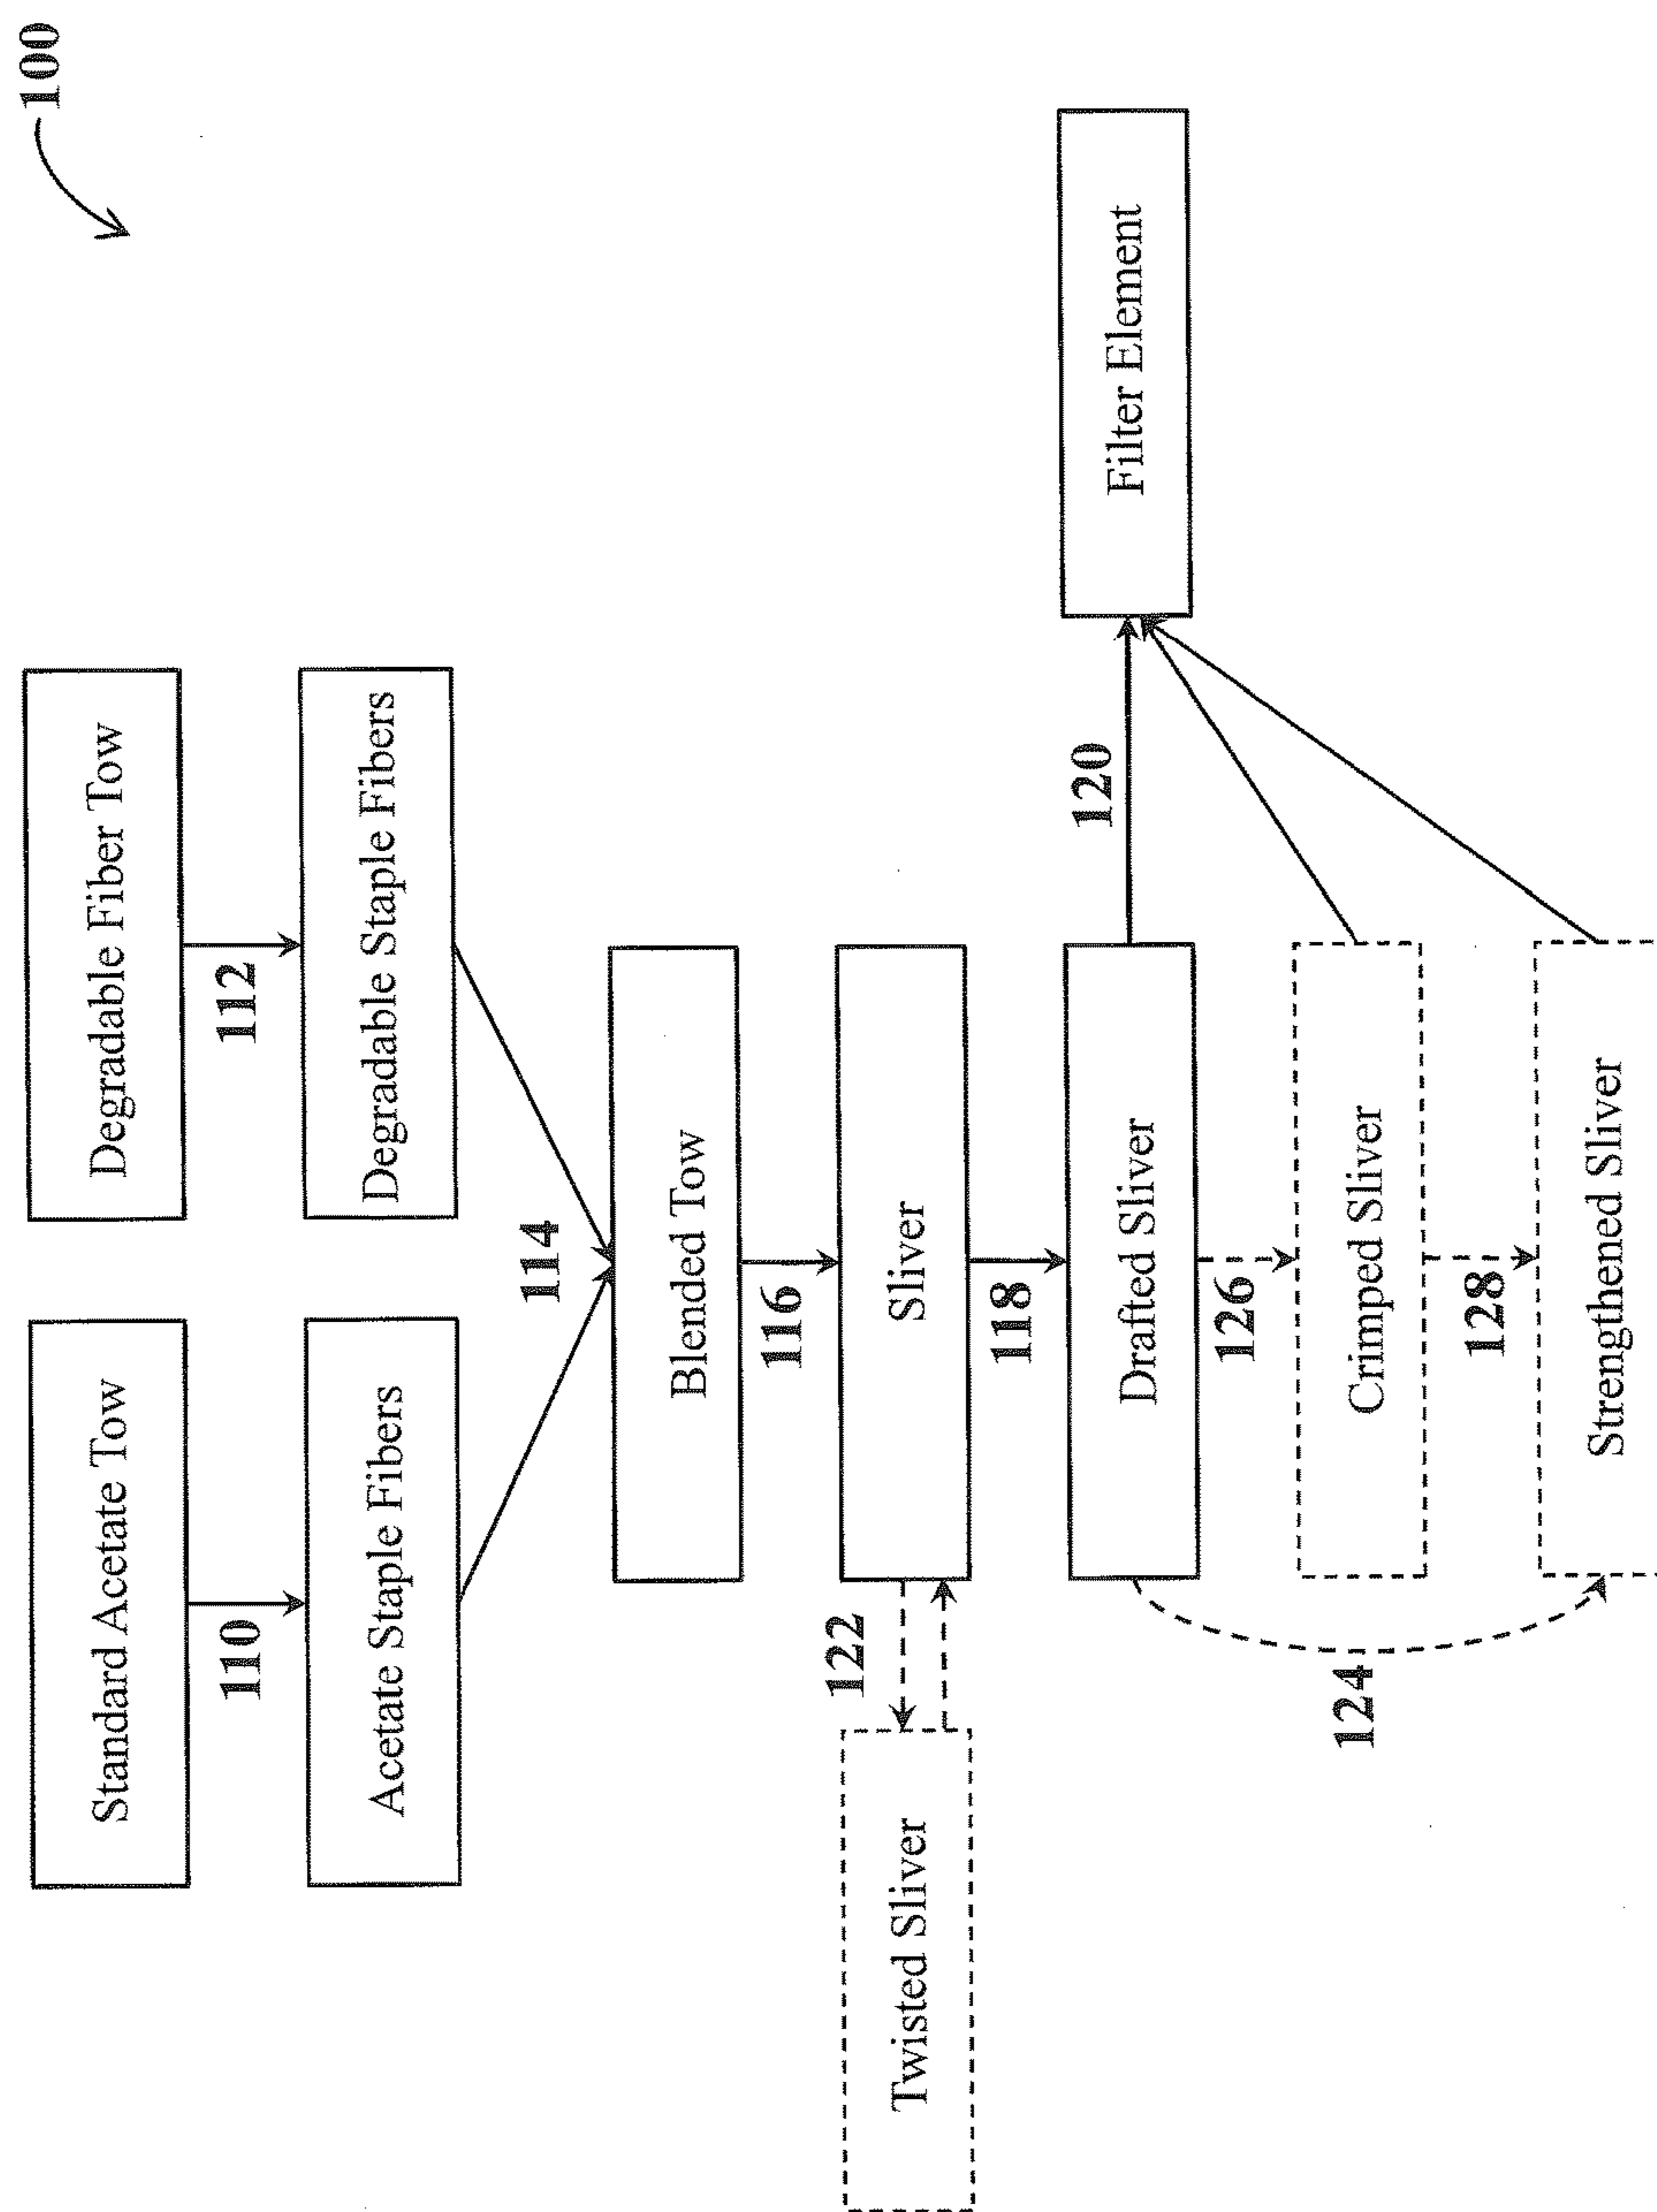 100
Standard Acetate Tow
Degradable Fiber Tow
110
112
Acetate Staple Fibers
Degradable Staple Fibers
114
Blended Tow
116
122
Twisted Sliver
Sliver
118
Drafted Sliver
120
Filter Element
126
124
Crimped Sliver
128
Strengthened Sliver